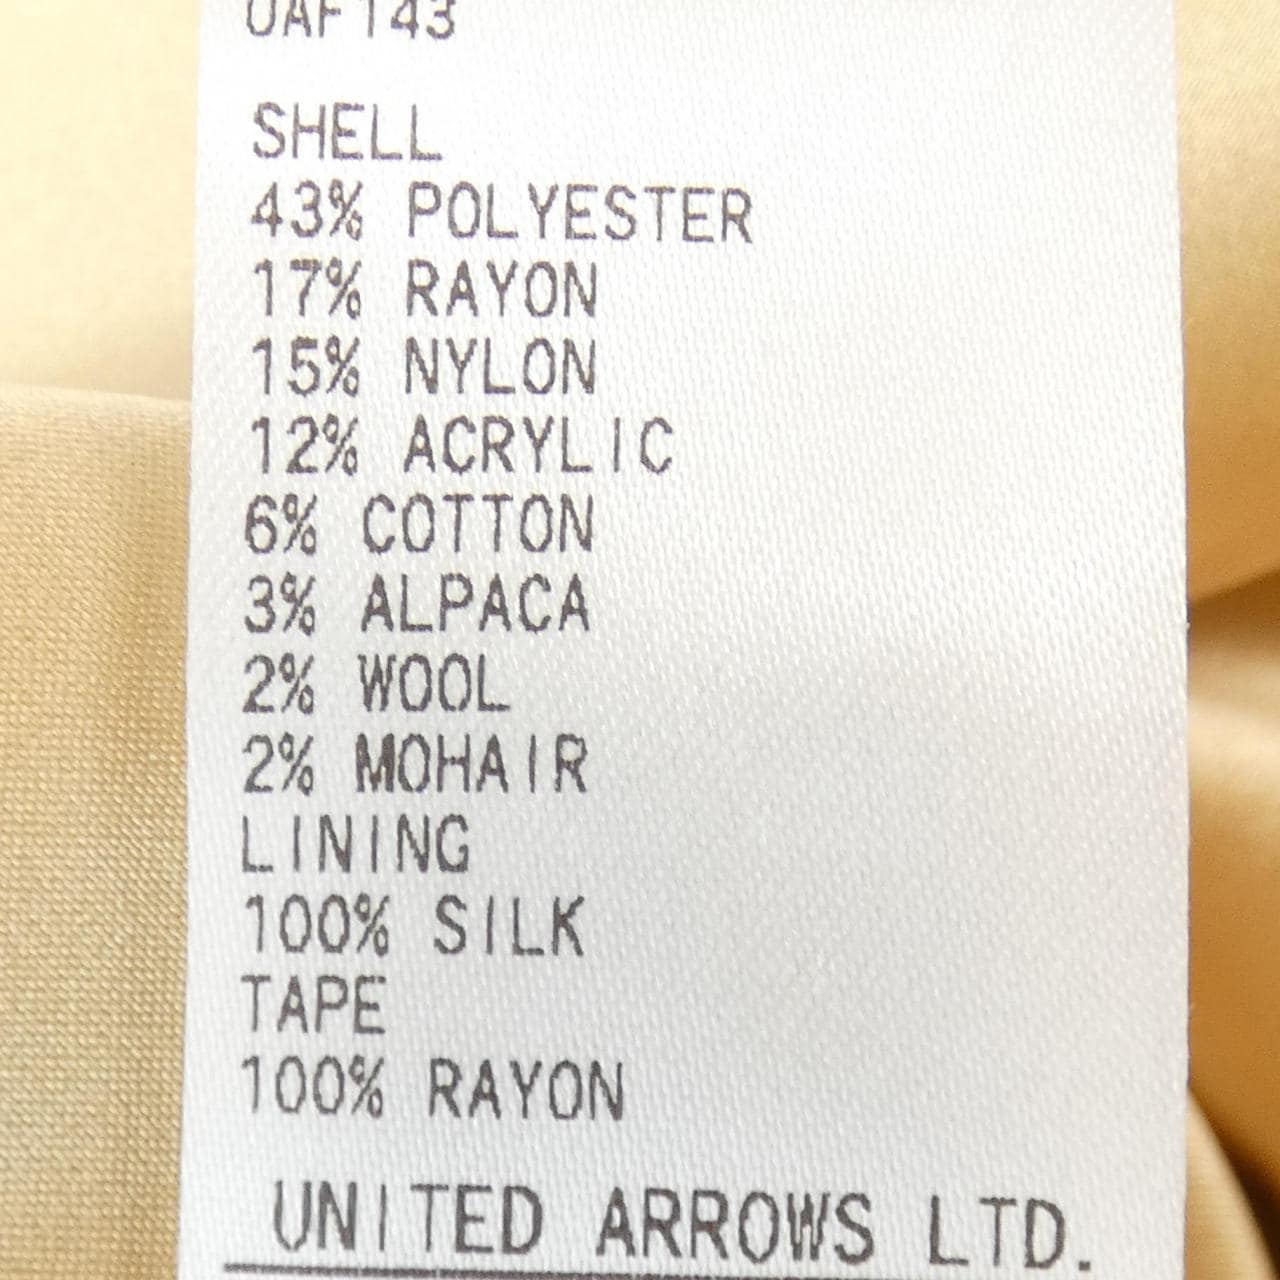 SHELL
43% POLYESTER
17% RAYON
15% NYLON
12% ACRYLIC
6% COTTON
3% ALPACA
2% WOOL
2% MOHAIR
LINING
100% SILK
TAPE
100% RAYON
UNITED ARROWS LTD.